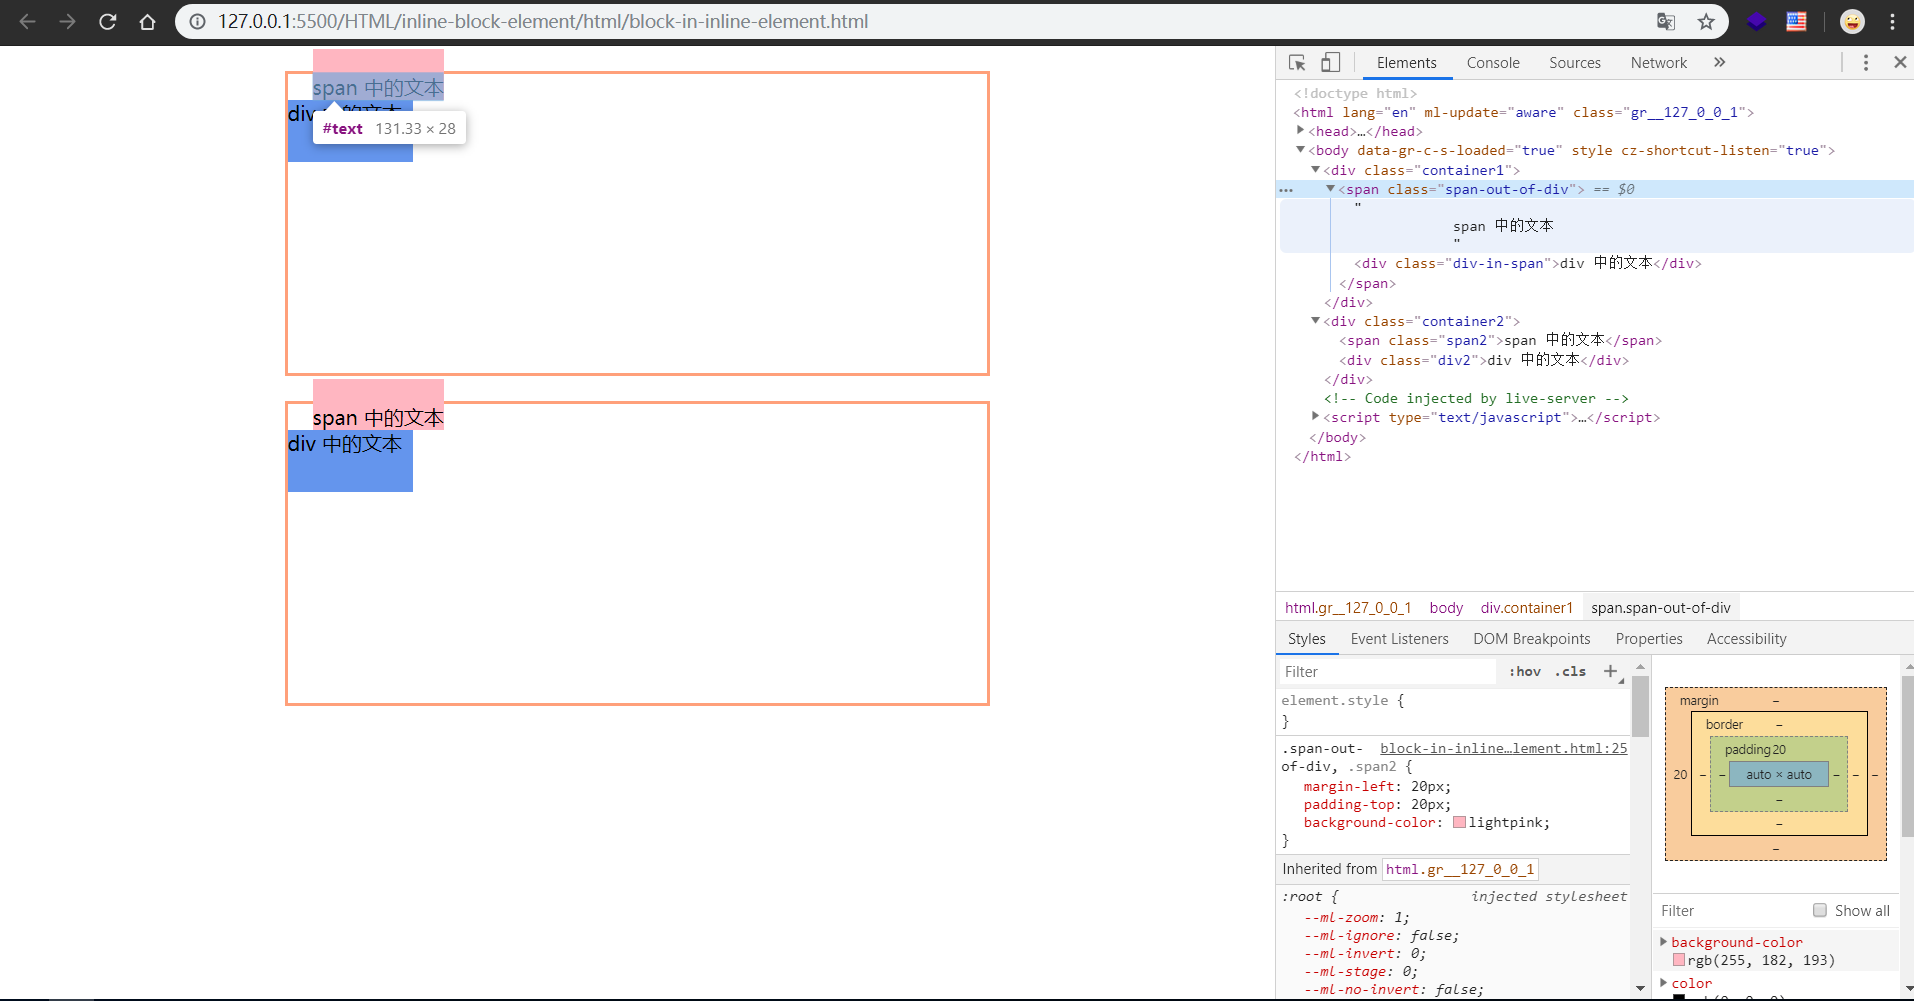 127.0.0.1:5500/HTML/inline-block-element/html/block-in-inline-element.html
span 中的文本
div
#text 131.33 × 28
span 中的文本
div 中的文本
Elements Console Sources Network »
<!doctype html>
<html lang="en" ml-update="aware" class="gr__127_0_0_1">
<head>…</head>
<body data-gr-c-s-loaded="true" style cz-shortcut-listen="true">
<div class="container1">
<span class="span-out-of-div"> == $0
"
span 中的文本
"
<div class="div-in-span">div 中的文本</div>
</span>
</div>
<div class="container2">
<span class="span2">span 中的文本</span>
<div class="div2">div 中的文本</div>
</div>
<!-- Code injected by live-server -->
<script type="text/javascript">…</script>
</body>
</html>
html.gr__127_0_0_1 body div.container1 span.span-out-of-div
Styles Event Listeners DOM Breakpoints Properties Accessibility
Filter :hov .cls +
element.style {
}
.span-out- block-in-inline…lement.html:25
of-div, .span2 {
margin-left: 20px;
padding-top: 20px;
background-color: lightpink;
}
Inherited from html.gr__127_0_0_1
:root { injected stylesheet
--ml-zoom: 1;
--ml-ignore: false;
--ml-invert: 0;
--ml-stage: 0;
--ml-no-invert: false;
margin –
border –
padding 20
20 – – auto × auto – – –
–
–
–
Filter Show all
background-color
rgb(255, 182, 193)
color